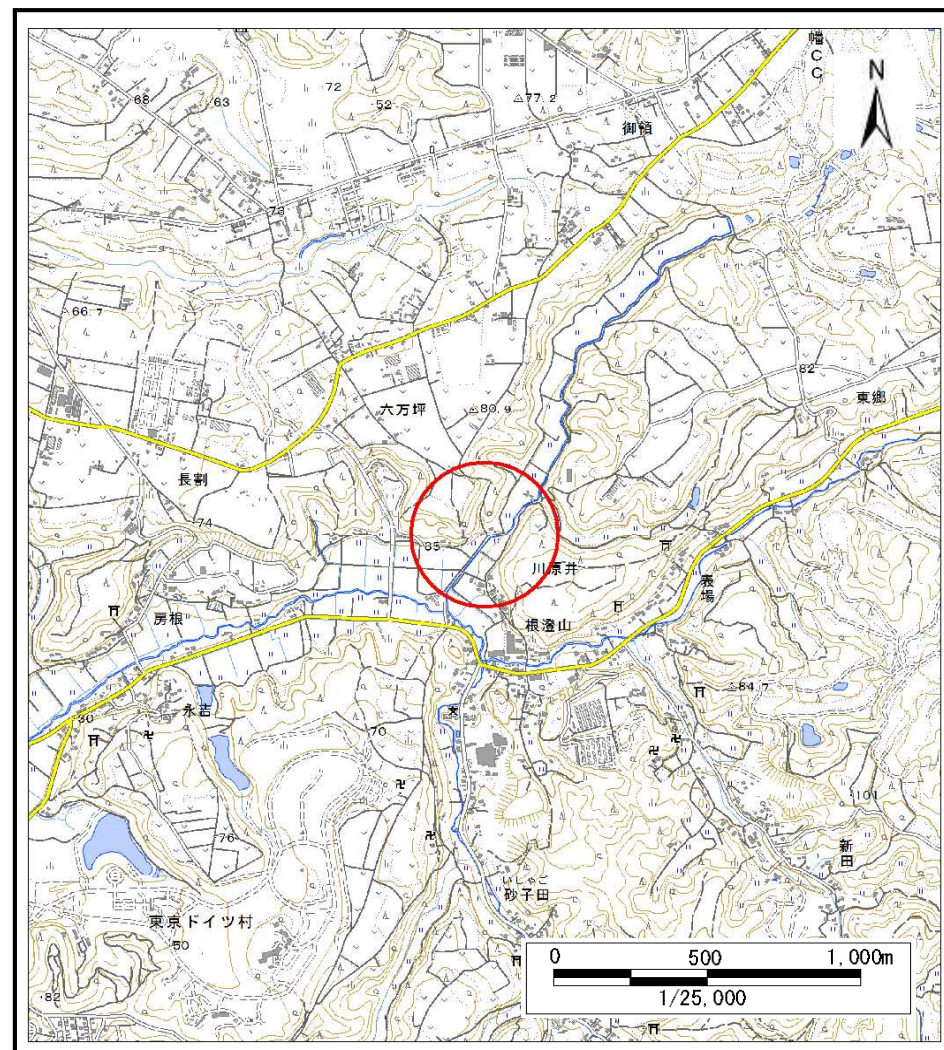 幡CC
N
68
63
72
52
77.2
御領
73
66.7
82
東郷
六万坪
80.9
長割
74
35
川原井
表場
房根
根澄山
84.7
永吉
30
70
101
76
新田
いしゃご
砂子田
東京ドイツ村
50
82
0 500 1,000m
1/25,000